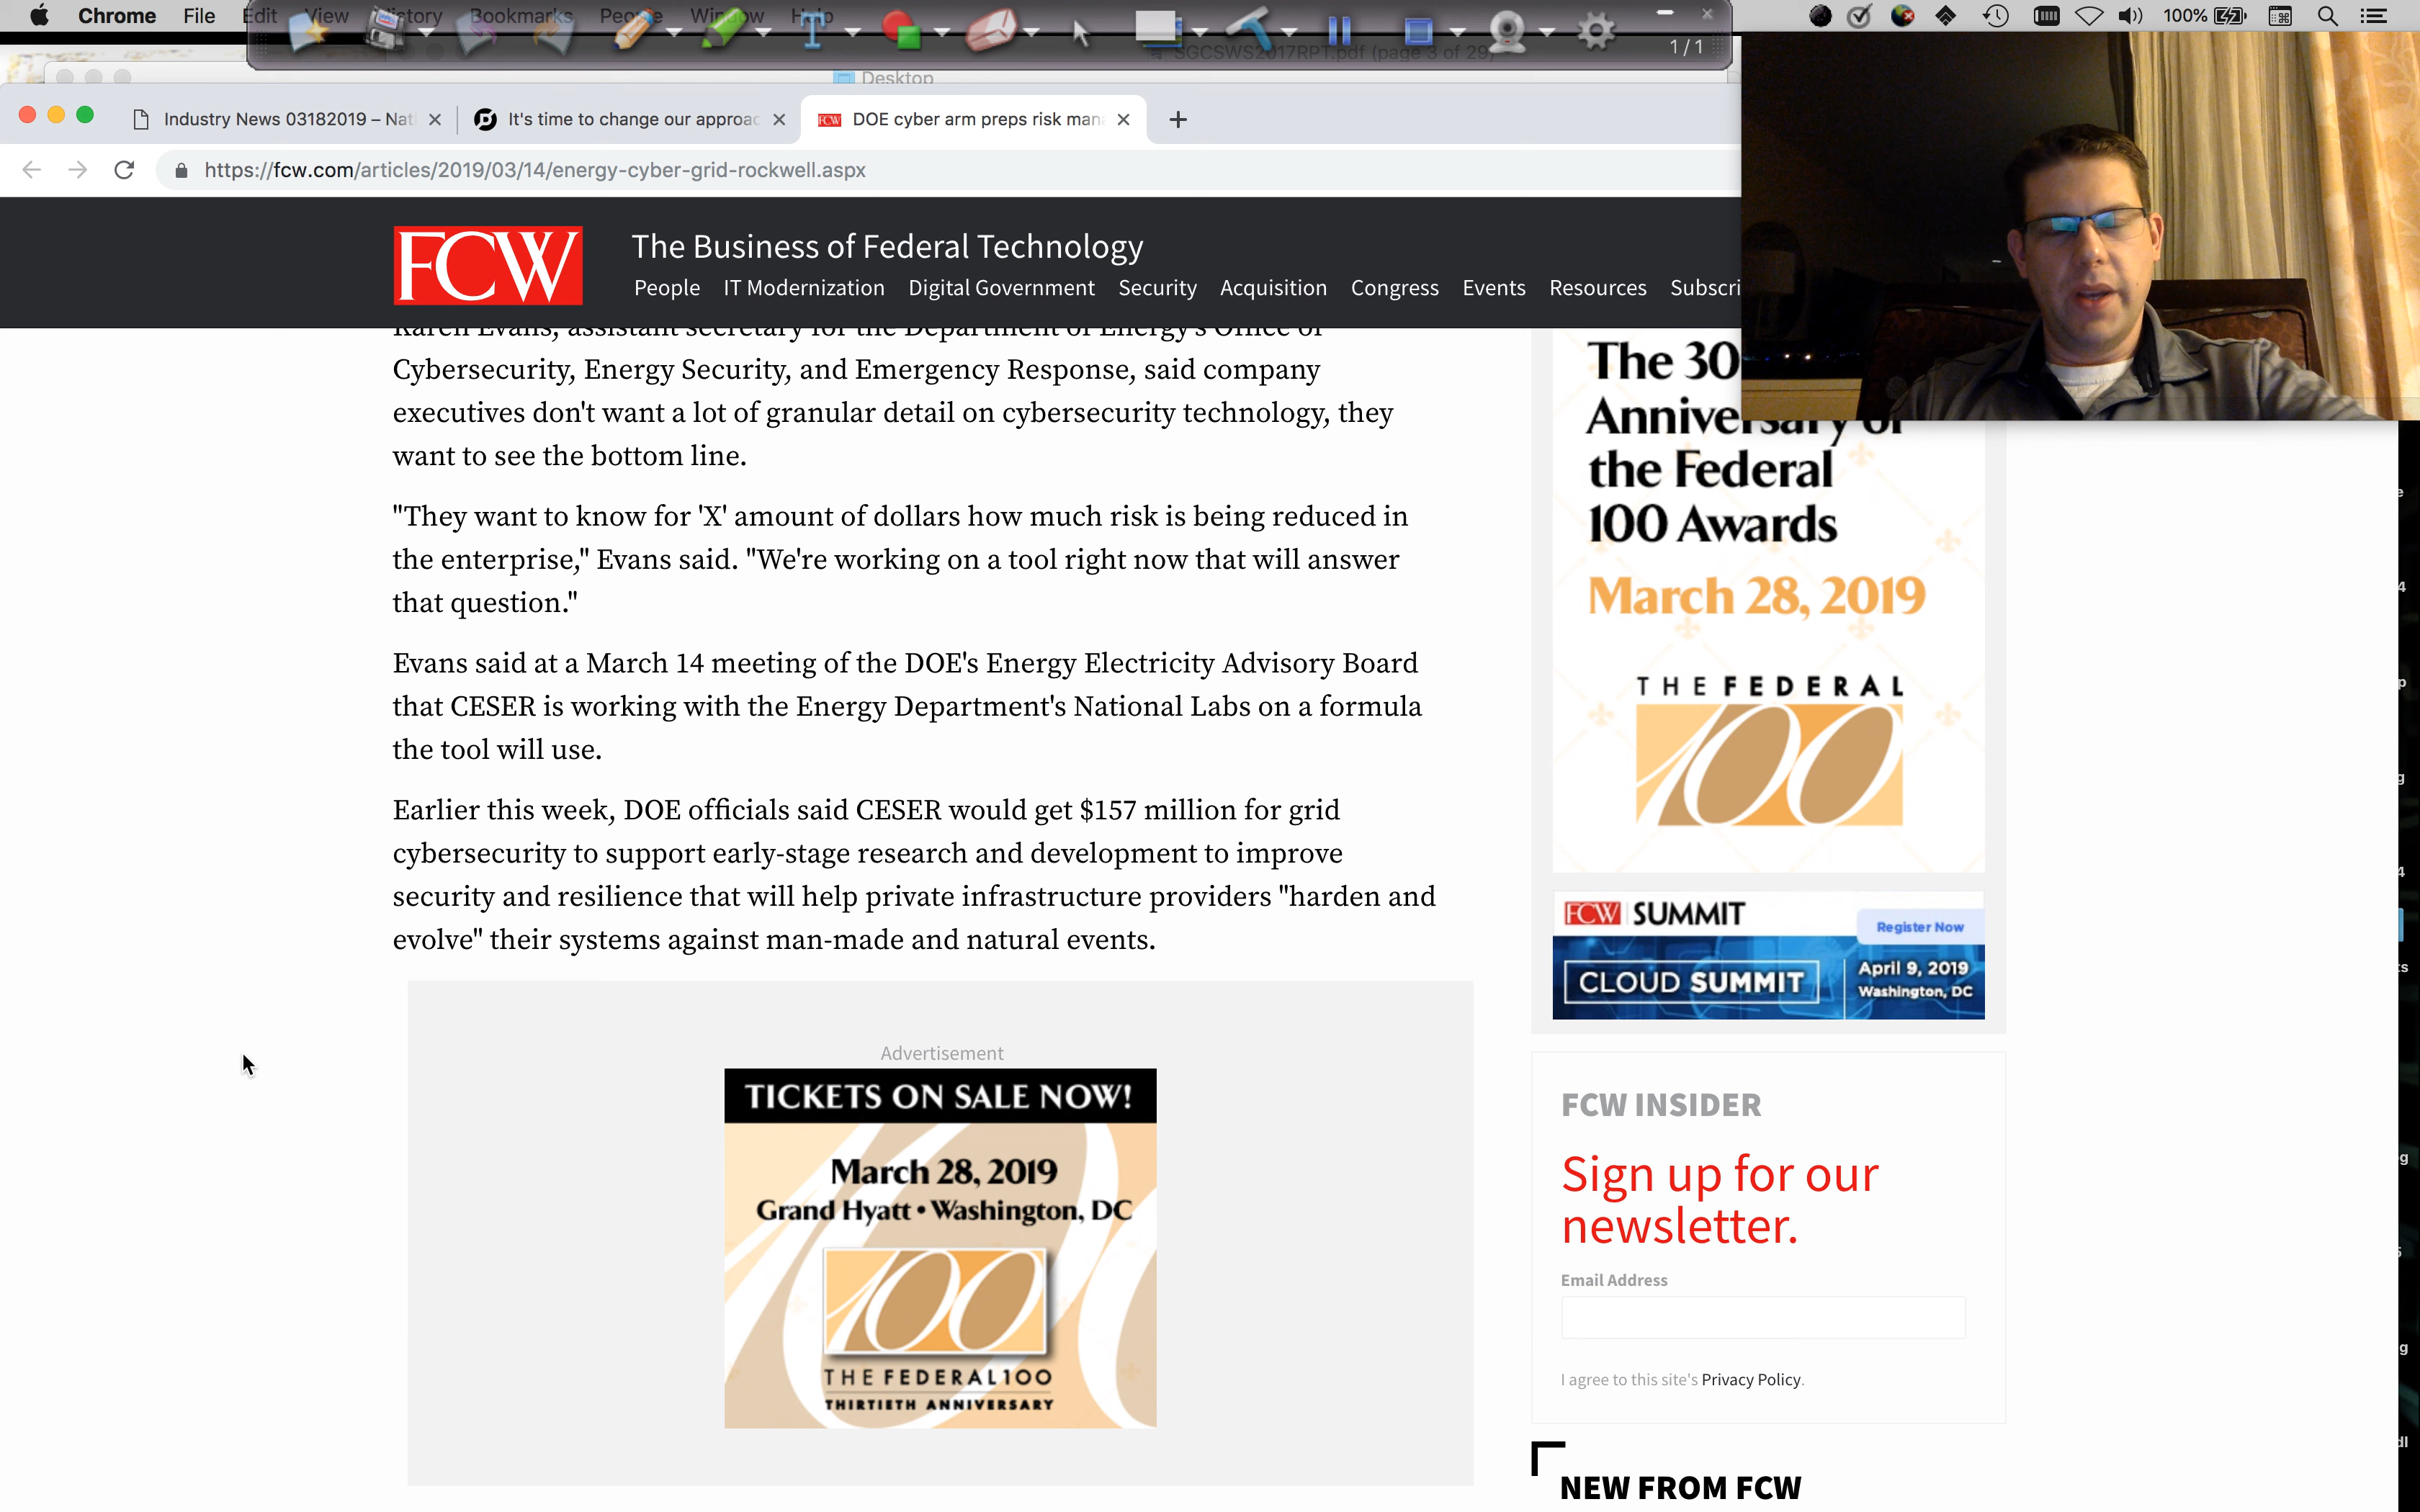 Chrome File Edit View History Bookmarks People Window Help
100%
1 / 1
SGCSWS2017RPT.pdf (page 3 of 29)
Desktop
Industry News 03182019 – Nat
It's time to change our approac
FCW DOE cyber arm preps risk man
https://fcw.com/articles/2019/03/14/energy-cyber-grid-rockwell.aspx
FCW
The Business of Federal Technology
People IT Modernization Digital Government Security Acquisition Congress Events Resources Subscri
Karen Evans, assistant secretary for the Department of Energy's Office of
Cybersecurity, Energy Security, and Emergency Response, said company
executives don't want a lot of granular detail on cybersecurity technology, they
want to see the bottom line.
"They want to know for 'X' amount of dollars how much risk is being reduced in
the enterprise," Evans said. "We're working on a tool right now that will answer
that question."
Evans said at a March 14 meeting of the DOE's Energy Electricity Advisory Board
that CESER is working with the Energy Department's National Labs on a formula
the tool will use.
Earlier this week, DOE officials said CESER would get $157 million for grid
cybersecurity to support early-stage research and development to improve
security and resilience that will help private infrastructure providers "harden and
evolve" their systems against man-made and natural events.
Advertisement
TICKETS ON SALE NOW!
March 28, 2019
Grand Hyatt • Washington, DC
100
THE FEDERAL 100
THIRTIETH ANNIVERSARY
The 30
Anniversary of
the Federal
100 Awards
March 28, 2019
THE FEDERAL
100
FCW SUMMIT
Register Now
CLOUD SUMMIT
April 9, 2019
Washington, DC
FCW INSIDER
Sign up for our
newsletter.
Email Address
I agree to this site's Privacy Policy.
NEW FROM FCW